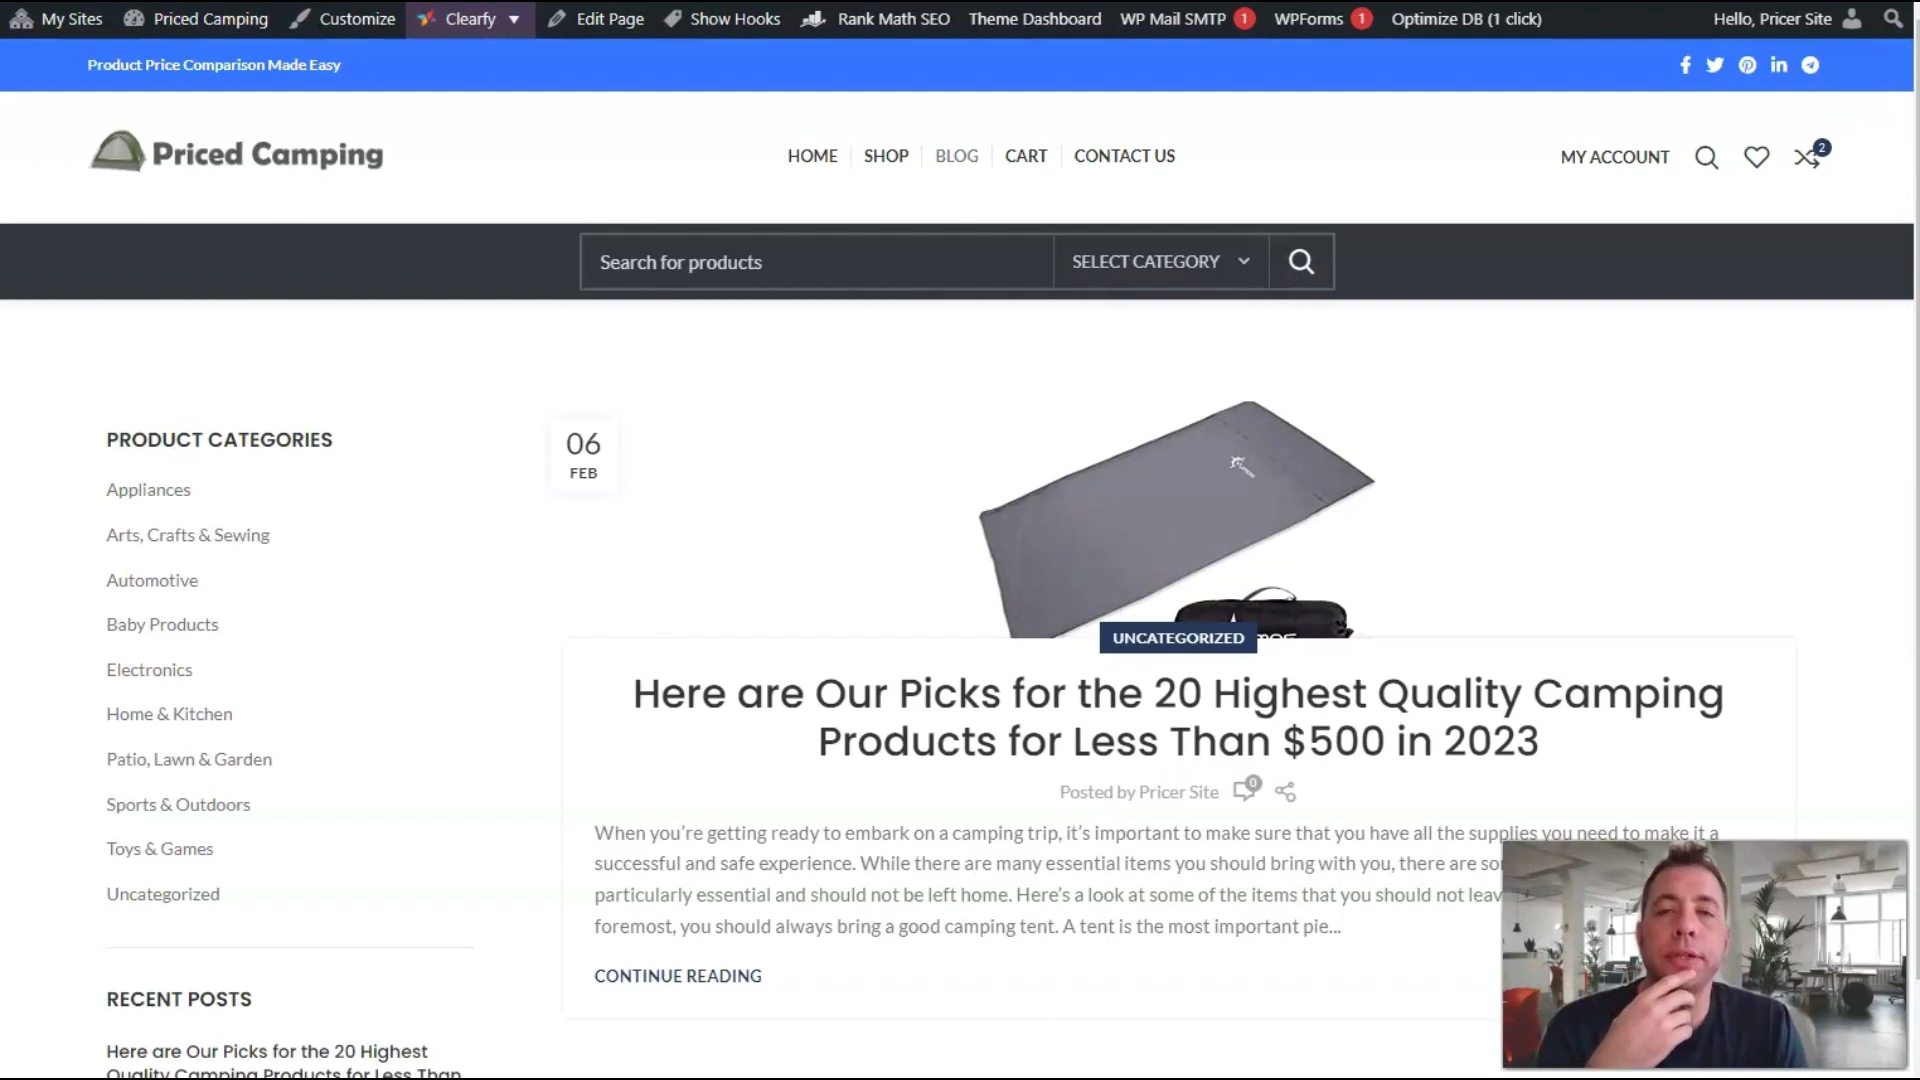 My Sites
Priced Camping
Customize
Clearfy
Edit Page
Show Hooks
Rank Math SEO
Theme Dashboard
WP Mail SMTP 1
WPForms 1
Optimize DB (1 click)
Hello, Pricer Site
Product Price Comparison Made Easy
Priced Camping
HOME
SHOP
BLOG
CART
CONTACT US
MY ACCOUNT
2
Search for products
SELECT CATEGORY
PRODUCT CATEGORIES
Appliances
Arts, Crafts & Sewing
Automotive
Baby Products
Electronics
Home & Kitchen
Patio, Lawn & Garden
Sports & Outdoors
Toys & Games
Uncategorized
RECENT POSTS
Here are Our Picks for the 20 Highest
Quality Camping Products for Less Than
06
FEB
UNCATEGORIZED
Here are Our Picks for the 20 Highest Quality Camping
Products for Less Than $500 in 2023
Posted by Pricer Site
0
When you're getting ready to embark on a camping trip, it's important to make sure that you have all the supplies you need to make it a
successful and safe experience. While there are many essential items you should bring with you, there are
particularly essential and should not be left home. Here's a look at some of the items that you should not
foremost, you should always bring a good camping tent. A tent is the most important pie...
CONTINUE READING